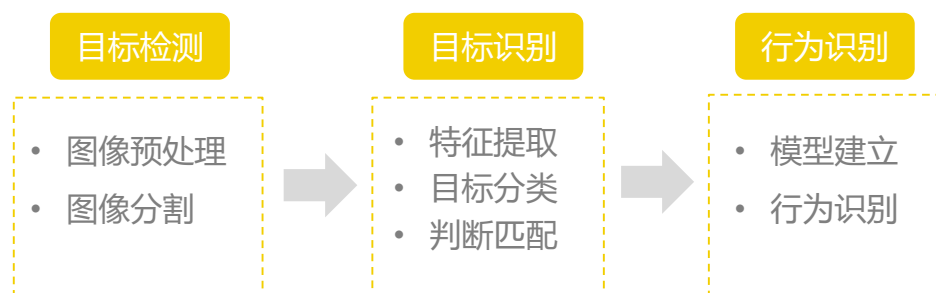 目标检测
目标识别
行为识别
• 图像预处理
• 图像分割
• 特征提取
• 目标分类
• 判断匹配
• 模型建立
• 行为识别